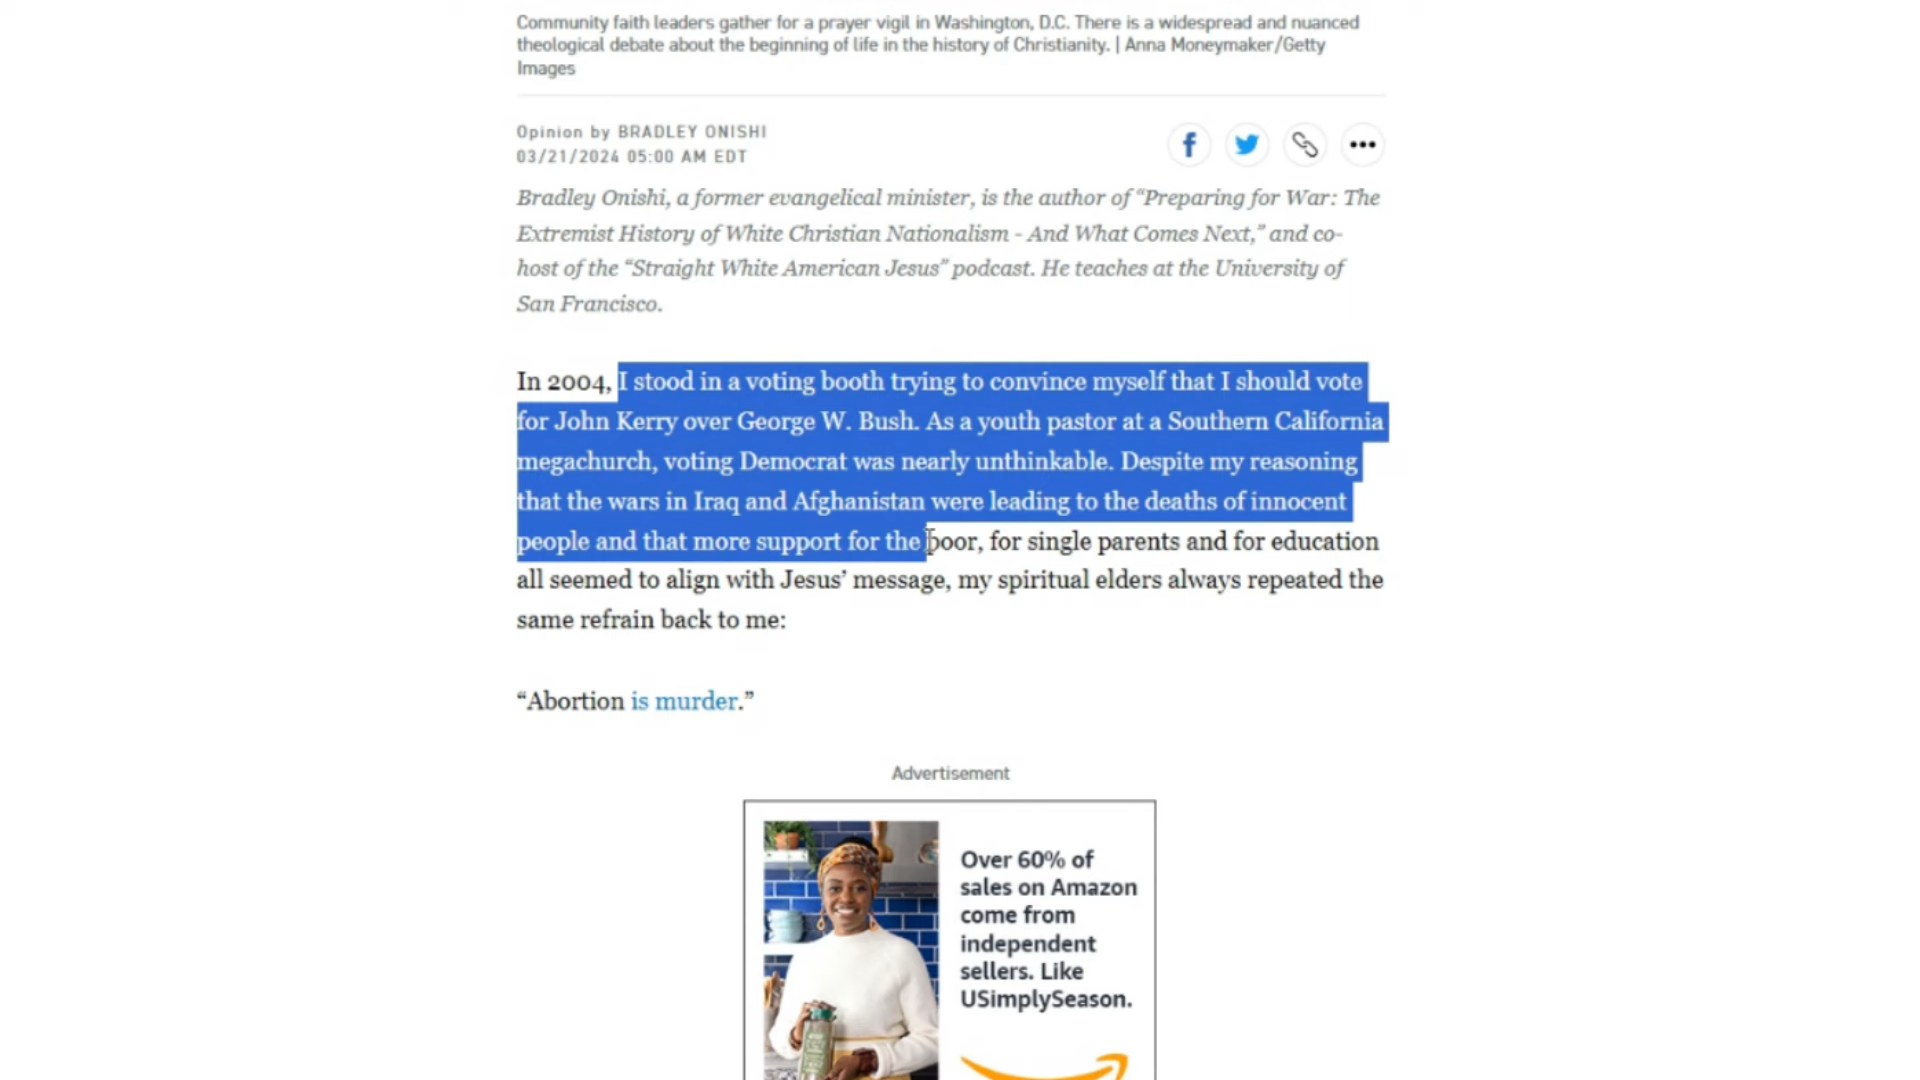 Community faith leaders gather for a prayer vigil in Washington, D.C. There is a widespread and nuanced
theological debate about the beginning of life in the history of Christianity. | Anna Moneymaker/Getty
Images
Opinion by BRADLEY ONISHI
03/21/2024 05:00 AM EDT
Bradley Onishi, a former evangelical minister, is the author of “Preparing for War: The
Extremist History of White Christian Nationalism - And What Comes Next,” and co-
host of the “Straight White American Jesus” podcast. He teaches at the University of
San Francisco.
In 2004, I stood in a voting booth trying to convince myself that I should vote
for John Kerry over George W. Bush. As a youth pastor at a Southern California
megachurch, voting Democrat was nearly unthinkable. Despite my reasoning
that the wars in Iraq and Afghanistan were leading to the deaths of innocent
people and that more support for the poor, for single parents and for education
all seemed to align with Jesus’ message, my spiritual elders always repeated the
same refrain back to me:
“Abortion is murder.”
Advertisement
Over 60% of
sales on Amazon
come from
independent
sellers. Like
USimplySeason.